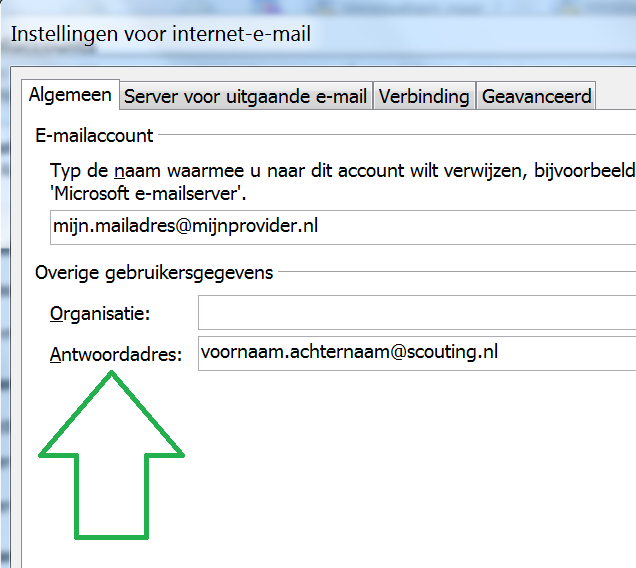 Instellingen voor internet-e-mail
Algemeen Server voor uitgaande e-mail Verbinding Geavanceerd
E-mailaccount
Typ de naam waarmee u naar dit account wilt verwijzen, bijvoorbeeld
'Microsoft e-mailserver'.
mijn.mailadres@mijnprovider.nl
Overige gebruikersgegevens
Organisatie:
Antwoordadres: voornaam.achternaam@scouting.nl